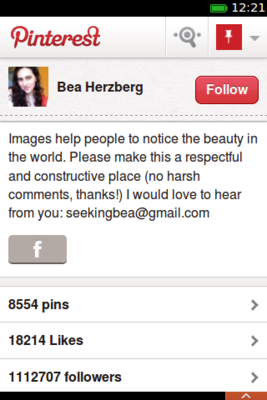 12:21
Pinterest
Bea Herzberg
Follow
Images help people to notice the beauty in
the world. Please make this a respectful
and constructive place (no harsh
comments, thanks!) I would love to hear
from you: seekingbea@gmail.com
f
8554 pins
18214 Likes
1112707 followers